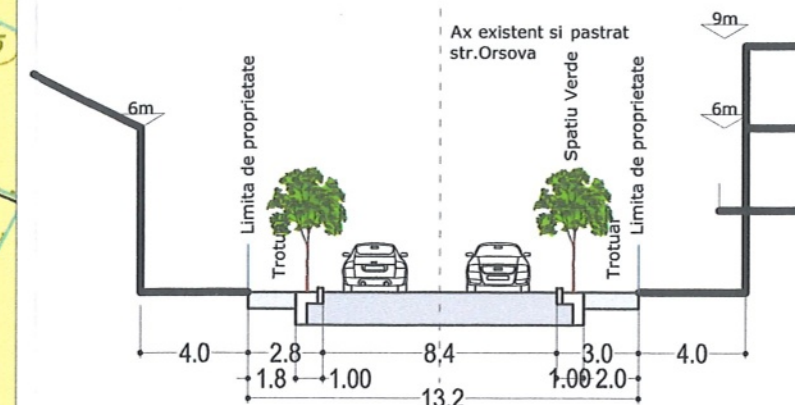 Ax existent si pastrat
str.Orsova
9m
6m
6m
Limita de proprietate
Trotu
Spatiu Verde
Trotuar
Limita de proprietate
4.0
2.8
8.4
3.0
4.0
1.8
1.00
1.00
2.0
13.2